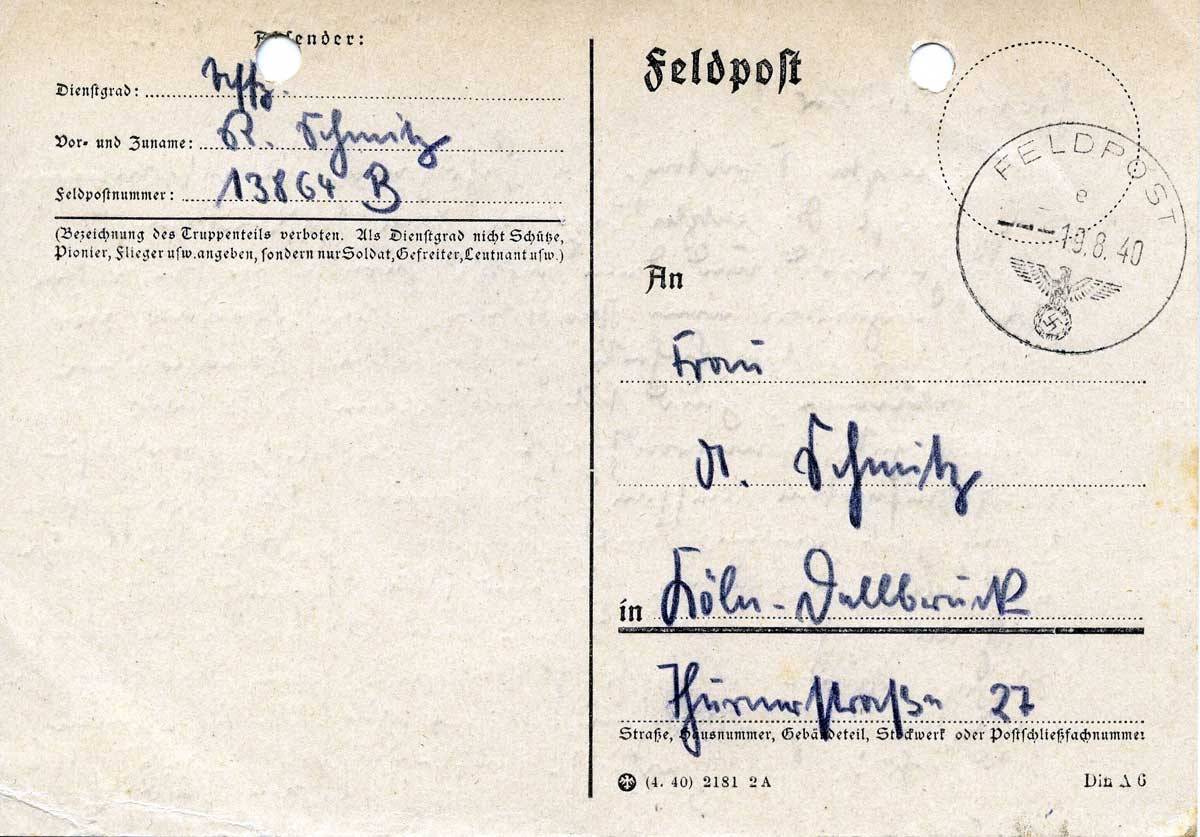 Absender:
Dienstgrad: Uffz.
Vor- und Zuname: R. Schmitz
Feldpostnummer: 13864 B
(Bezeichnung des Truppenteils verboten. Als Dienstgrad nicht Schütze,
Pionier, Flieger usw. angeben, sondern nur Soldat, Gefreiter, Leutnant usw.)
Feldpost
FELDPOST
e
19.8.40
An
Frau
A. Schmitz
in Köln-Dellbrück
Thurnerstraße 27
Straße, Hausnummer, Gebäudeteil, Stockwerk oder Postschließfachnummer
(4. 40) 2181 2 A
Din A 6